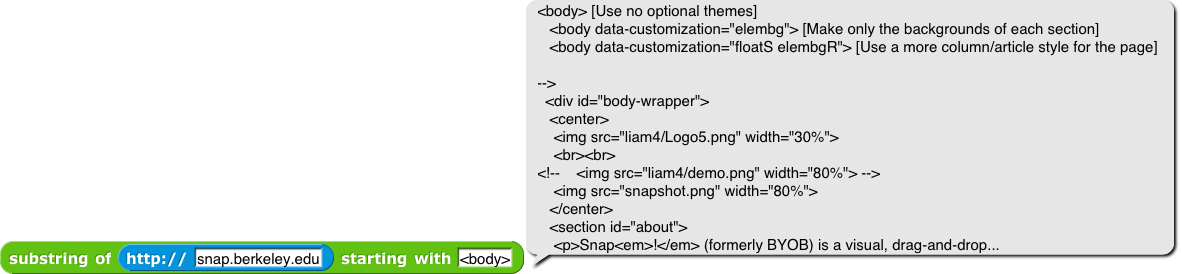 <body> [Use no optional themes]
<body data-customization="elembg"> [Make only the backgrounds of each section]
<body data-customization="floatS elembgR"> [Use a more column/article style for the page]
-->
<div id="body-wrapper">
<center>
<img src="liam4/Logo5.png" width="30%">
<br><br>
<!-- <img src="liam4/demo.png" width="80%"> -->
<img src="snapshot.png" width="80%">
</center>
<section id="about">
<p>Snap<em>!</em> (formerly BYOB) is a visual, drag-and-drop...
substring of http:// snap.berkeley.edu starting with <body>